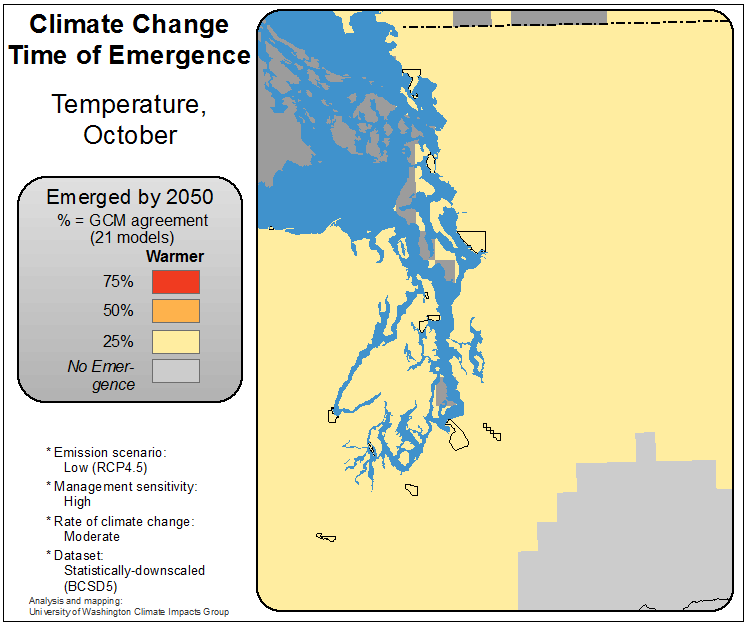 Climate Change
Time of Emergence
Temperature,
October
Emerged by 2050
% = GCM agreement
(21 models)
Warmer
75%
50%
25%
No Emer-
gence
* Emission scenario:
Low (RCP4.5)
* Management sensitivity:
High
* Rate of climate change:
Moderate
* Dataset:
Statistically-downscaled
(BCSD5)
Analysis and mapping:
University of Washington Climate Impacts Group